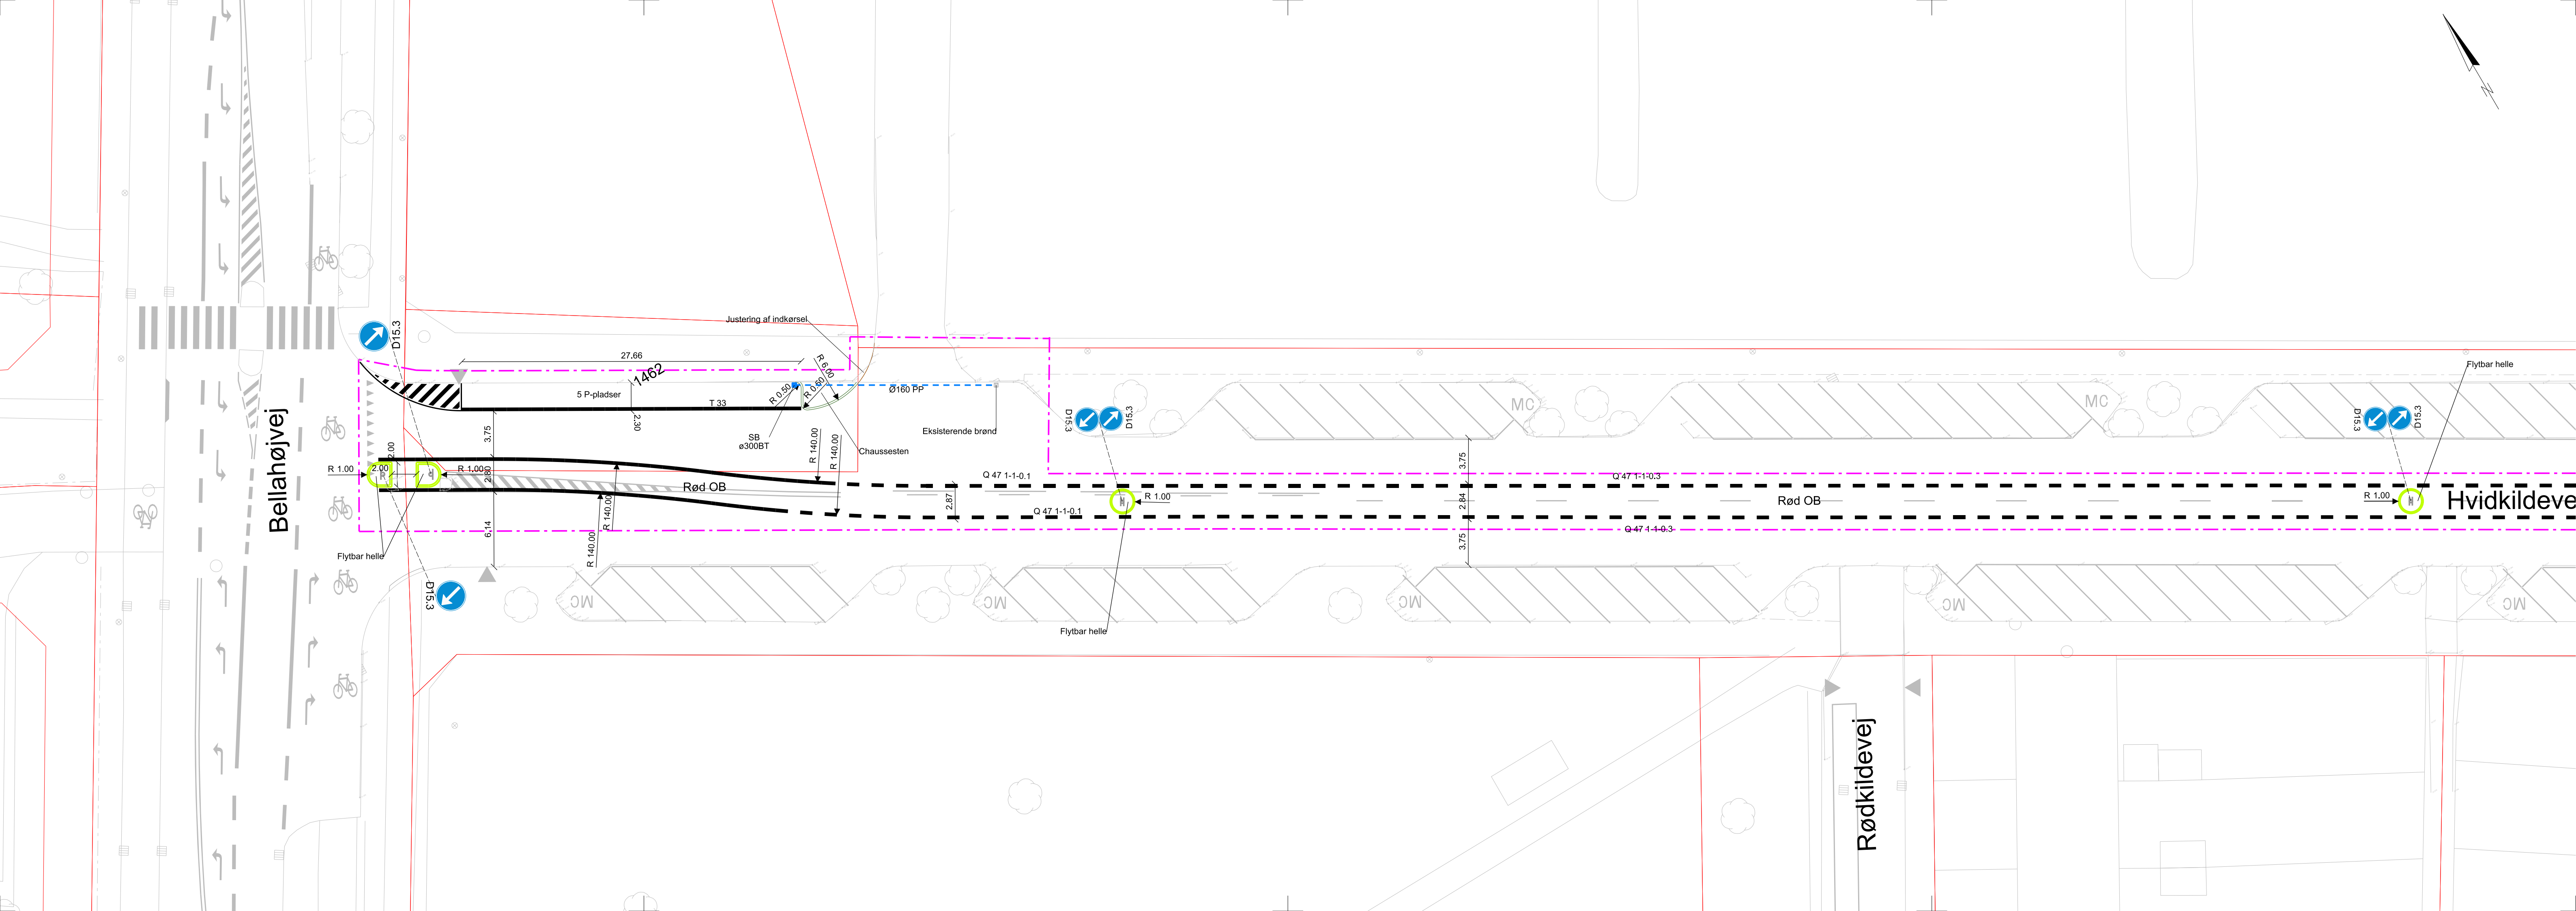 N
Bellahøjvej
D15.3
27.66
1462
5 P-pladser
T 33
2.30
Justering af indkørsel
R 6.00
R 0.50
R 0.50
Ø160 PP
SB
ø300BT
Eksisterende brønd
Chaussesten
3.75
2.00
R 1.00
2.00
R 1.00
2.80
6.14
R 140.00
R 140.00
R 140.00
R 140.00
Rød OB
Flytbar helle
D15.3
D15.3
D15.3
Q 47 1-1-0.1
Q 47 1-1-0.1
2.87
H
R 1.00
Flytbar helle
3.75
2.84
3.75
Q 47 1-1-0.3
Q 47 1-1-0.3
Rød OB
D15.3
D15.3
R 1.00
H
Flytbar helle
Hvidkildeve
MC
MC
MC
MC
MC
MC
MC
Rødkildevej